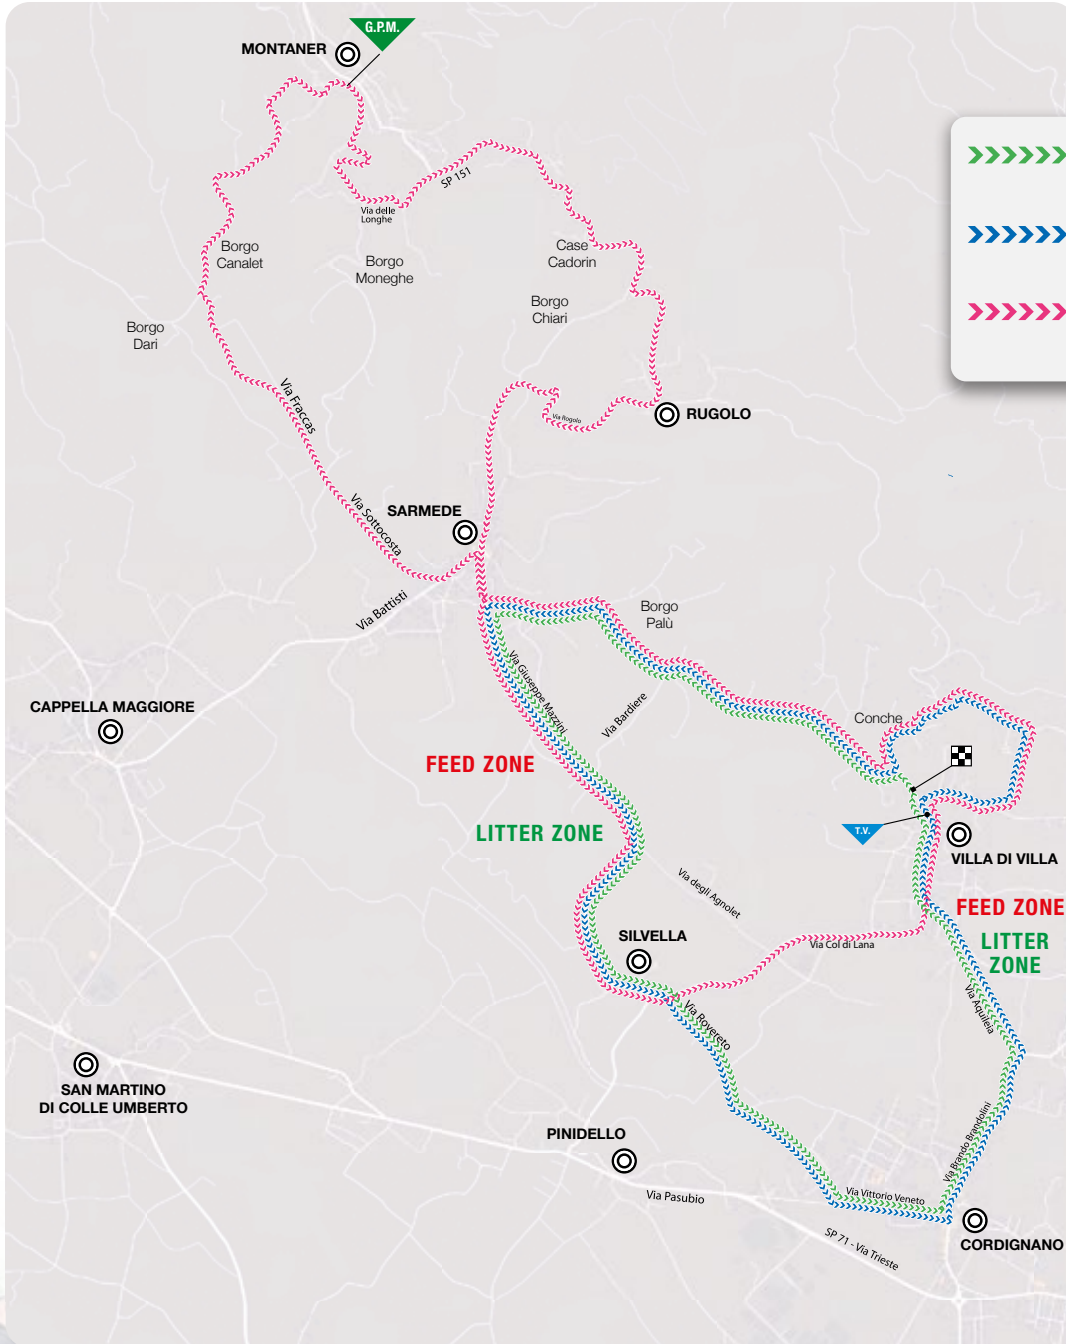 G.P.M.
MONTANER
SP 151
Via delle
Longhe
Borgo
Canalet
Borgo
Moneghe
Case
Cadorin
Borgo
Chiari
Borgo
Dari
Via Fraccas
Via Rogolo
RUGOLO
Via Sottocosta
SARMEDE
Via Battisti
Borgo
Palù
Via Giuseppe Mazzini
Via Bardiere
CAPPELLA MAGGIORE
Conche
FEED ZONE
LITTER ZONE
T.V.
VILLA DI VILLA
Via degli Agnolet
FEED ZONE
LITTER
ZONE
SILVELLA
Via Col di Lana
Via Rovereto
Via Aquileia
SAN MARTINO
DI COLLE UMBERTO
PINIDELLO
Via Brando Brandolini
Via Pasubio
Via Vittorio Veneto
SP 71 - Via Trieste
CORDIGNANO